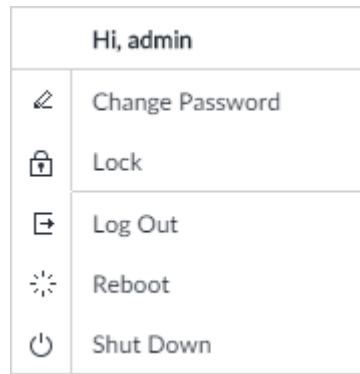 Hi, admin
Change Password
Lock
Log Out
Reboot
Shut Down